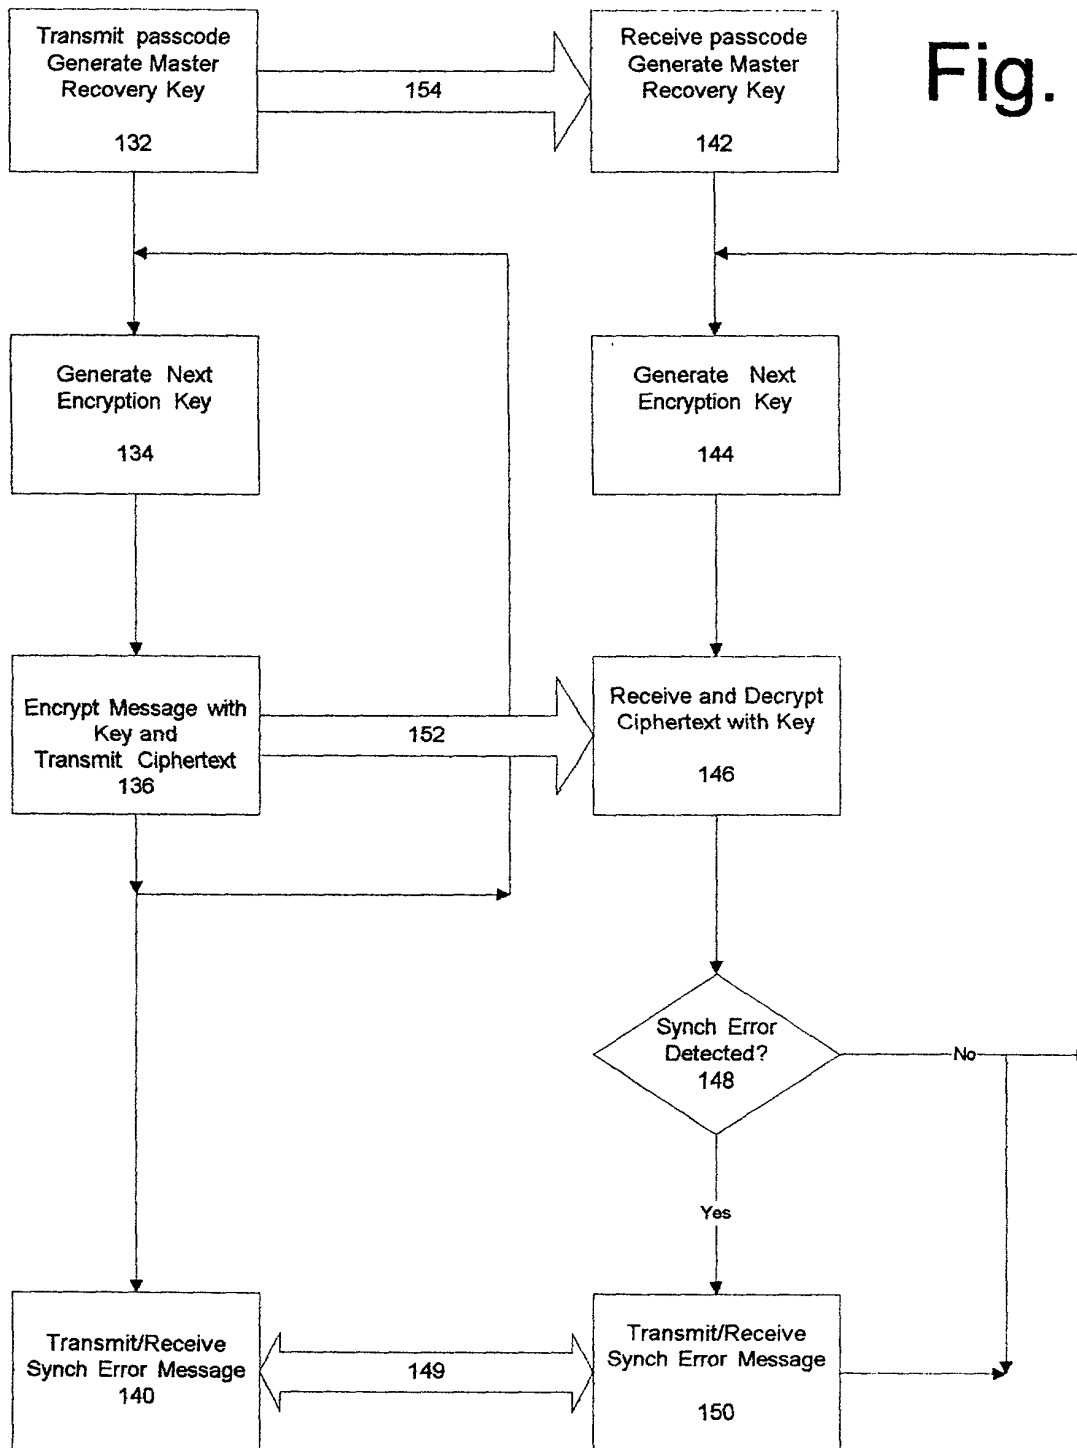 Transmit passcode
Generate Master
Recovery Key
132
154
Receive passcode
Generate Master
Recovery Key
142
Fig.
Generate Next
Encryption Key
134
Generate Next
Encryption Key
144
Encrypt Message with
Key and
Transmit Ciphertext
136
152
Receive and Decrypt
Ciphertext with Key
146
Synch Error
Detected?
148
No
Yes
Transmit/Receive
Synch Error Message
140
149
Transmit/Receive
Synch Error Message
150